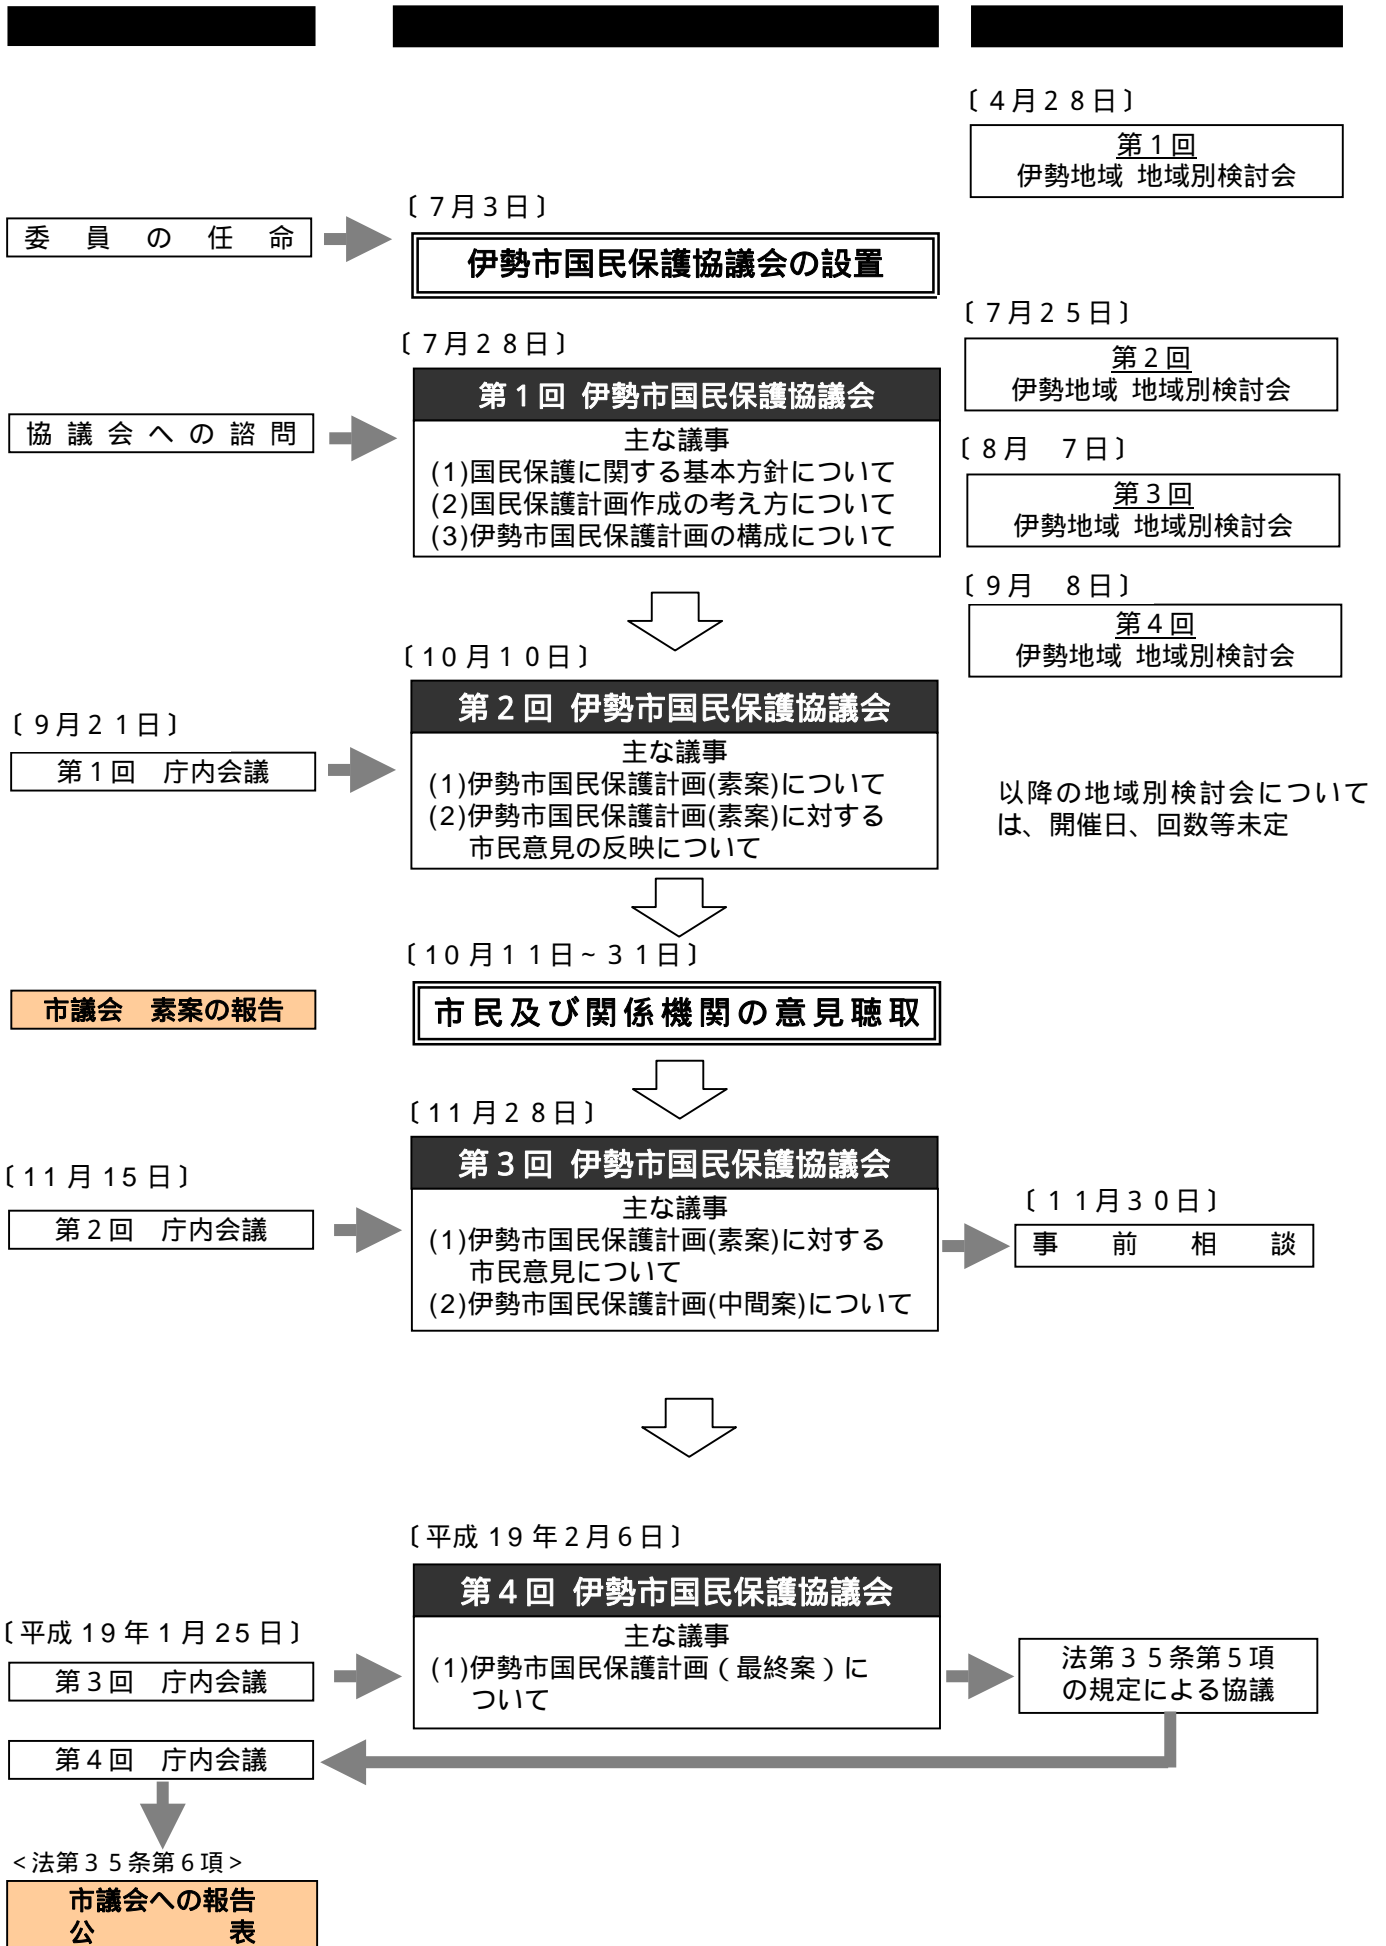 〔4月28日〕
第1回
伊勢地域 地域別検討会
〔7月3日〕
委員の任命
伊勢市国民保護協議会の設置
〔7月25日〕
第2回
伊勢地域 地域別検討会
〔7月28日〕
第1回 伊勢市国民保護協議会
協議会への諮問
主な議事
(1)国民保護に関する基本方針について
(2)国民保護計画作成の考え方について
(3)伊勢市国民保護計画の構成について
〔8月　7日〕
第3回
伊勢地域 地域別検討会
〔9月　8日〕
第4回
伊勢地域 地域別検討会
〔10月10日〕
第2回 伊勢市国民保護協議会
〔9月21日〕
第1回　庁内会議
主な議事
(1)伊勢市国民保護計画(素案)について
(2)伊勢市国民保護計画(素案)に対する
市民意見の反映について
以降の地域別検討会について
は、開催日、回数等未定
〔10月11日~31日〕
市議会　素案の報告
市民及び関係機関の意見聴取
〔11月28日〕
第3回 伊勢市国民保護協議会
〔11月15日〕
第2回　庁内会議
主な議事
(1)伊勢市国民保護計画(素案)に対する
市民意見について
(2)伊勢市国民保護計画(中間案)について
〔11月30日〕
事前相談
〔平成19年2月6日〕
第4回 伊勢市国民保護協議会
〔平成19年1月25日〕
第3回　庁内会議
主な議事
(1)伊勢市国民保護計画（最終案）に
ついて
法第35条第5項
の規定による協議
第4回　庁内会議
<法第35条第6項>
市議会への報告
公表